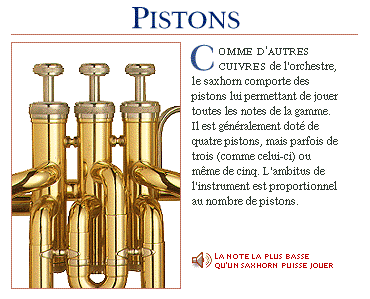 PISTONS
COMME D'AUTRES
CUIVRES de l'orchestre,
le saxhorn comporte des
pistons lui permettant de jouer
toutes les notes de la gamme.
Il est généralement doté de
quatre pistons, mais parfois de
trois (comme celui-ci) ou
même de cinq. L'ambitus de
l'instrument est proportionnel
au nombre de pistons.
LA NOTE LA PLUS BASSE
QU'UN SAXHORN PUISSE JOUER